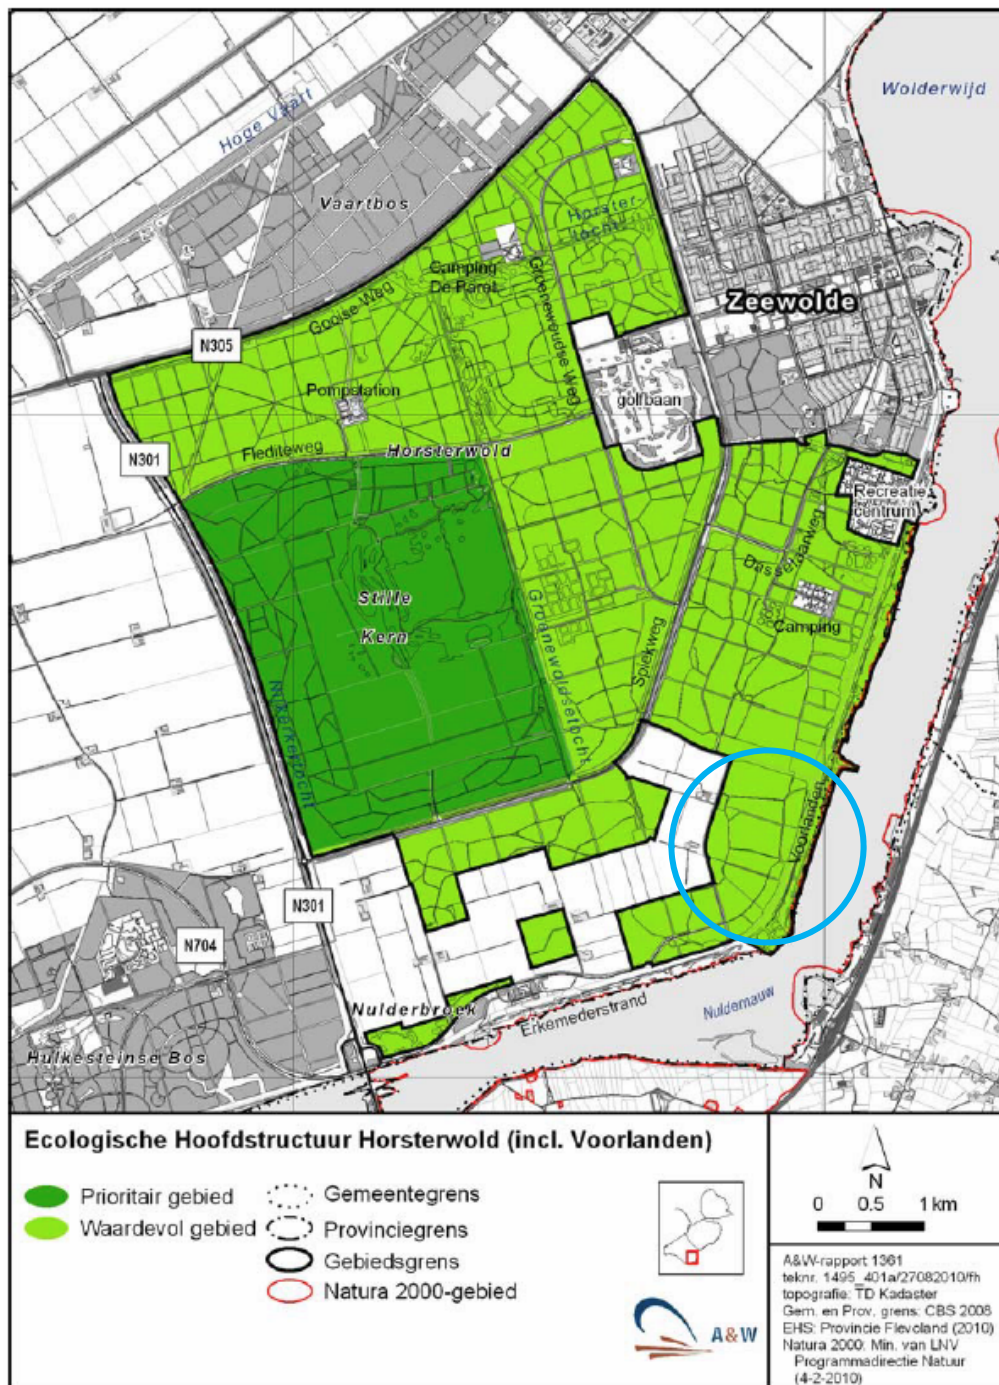 Wolderwijd
Hoge Vaart
Vaartbos
Horster-
tocht
Camping
De Parel
Groenewoudse Weg
Gooise Weg
Zeewolde
N305
Pompstation
golfbaan
N301
Fledieteweg
Horsterwold
Recreatie
centrum
Dasselaarweg
Stille
Kern
Groenewoldsetocht
Camping
Spiekweg
Nijkerkertocht
Voorlanden
N301
N704
Nulderbroek
Erkemederstrand
Nuldernauw
Hulkesteinse Bos
Ecologische Hoofdstructuur Horsterwold (incl. Voorlanden)
Prioritair gebied
Waardevol gebied
Gemeentegrens
Provinciegrens
Gebiedsgrens
Natura 2000-gebied
A&W
N
0 0.5 1 km
A&W-rapport 1361
teknr. 1495_401a/27082010/fh
topografie: TD Kadaster
Gem. en Prov. grens: CBS 2008
EHS: Provincie Flevoland (2010)
Natura 2000: Min. van LNV
Programmadirectie Natuur
(4-2-2010)